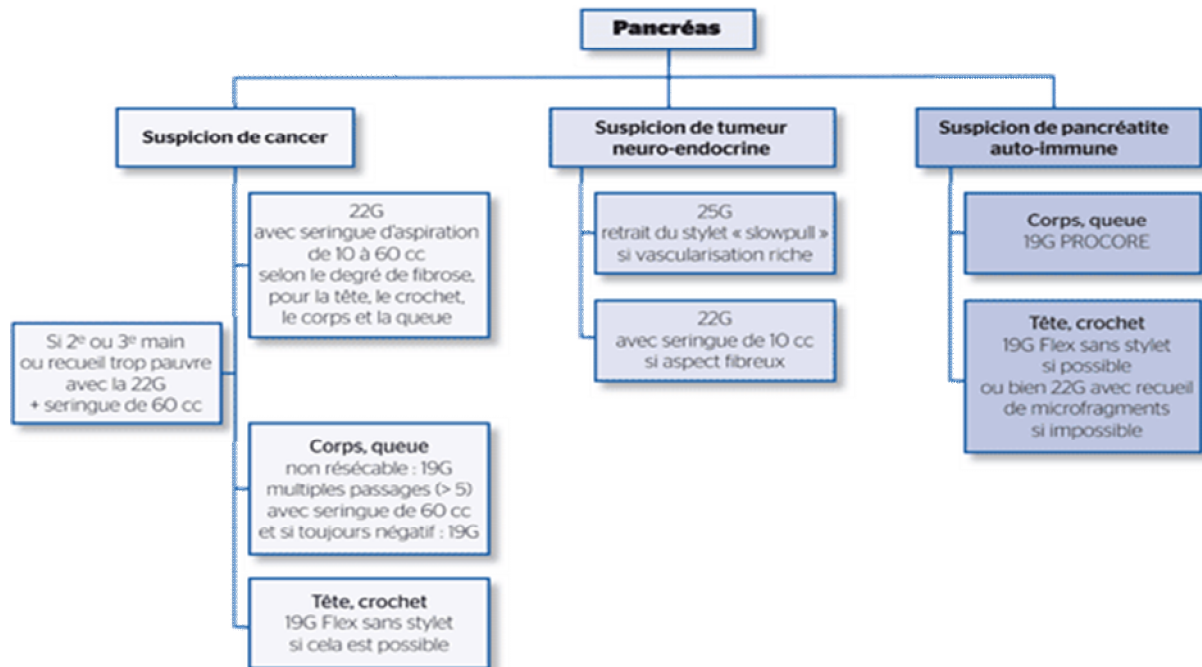 Pancréas
Suspicion de cancer
22G
avec seringue d'aspiration
de 10 à 60 cc
selon le degré de fibrose,
pour la tête, le crochet,
le corps et la queue
Si 2e ou 3e main
ou recueil trop pauvre
avec la 22G
+ seringue de 60 cc
Corps, queue
non résécable : 19G
multiples passages (> 5)
avec seringue de 60 cc
et si toujours négatif : 19G
Tête, crochet
19G Flex sans stylet
si cela est possible
Suspicion de tumeur
neuro-endocrine
25G
retrait du stylet « slowpull »
si vascularisation riche
22G
avec seringue de 10 cc
si aspect fibreux
Suspicion de pancréatite
auto-immune
Corps, queue
19G PROCORE
Tête, crochet
19G Flex sans stylet
si possible
ou bien 22G avec recueil
de microfragments
si impossible